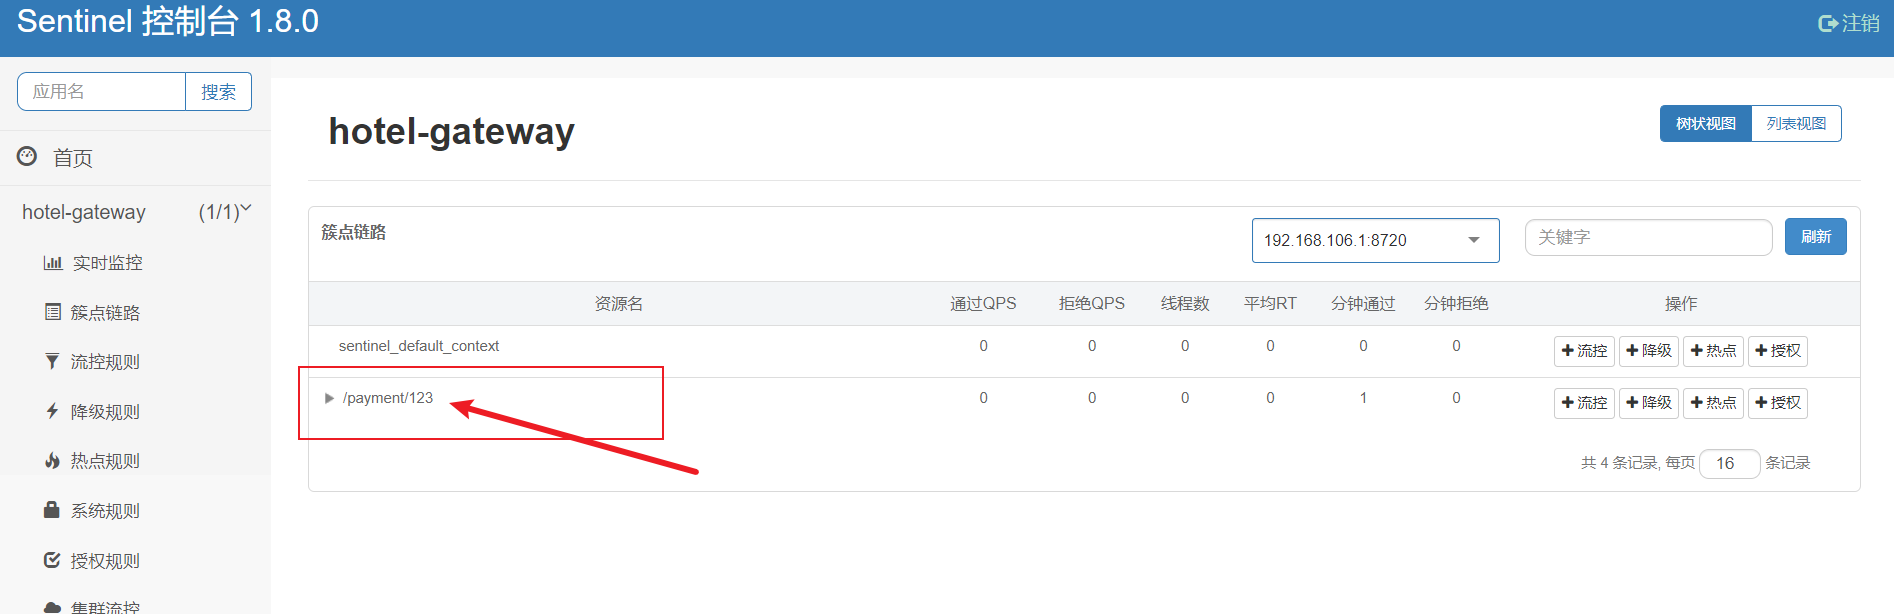 Sentinel 控制台 1.8.0
注销
应用名
搜索
首页
hotel-gateway (1/1)
实时监控
簇点链路
流控规则
降级规则
热点规则
系统规则
授权规则
集群流控
hotel-gateway
树状视图 列表视图
簇点链路
192.168.106.1:8720
关键字
刷新
资源名 通过QPS 拒绝QPS 线程数 平均RT 分钟通过 分钟拒绝 操作
sentinel_default_context 0 0 0 0 0 0 流控 降级 热点 授权
/payment/123 0 0 0 0 1 0 流控 降级 热点 授权
共 4 条记录, 每页 16 条记录